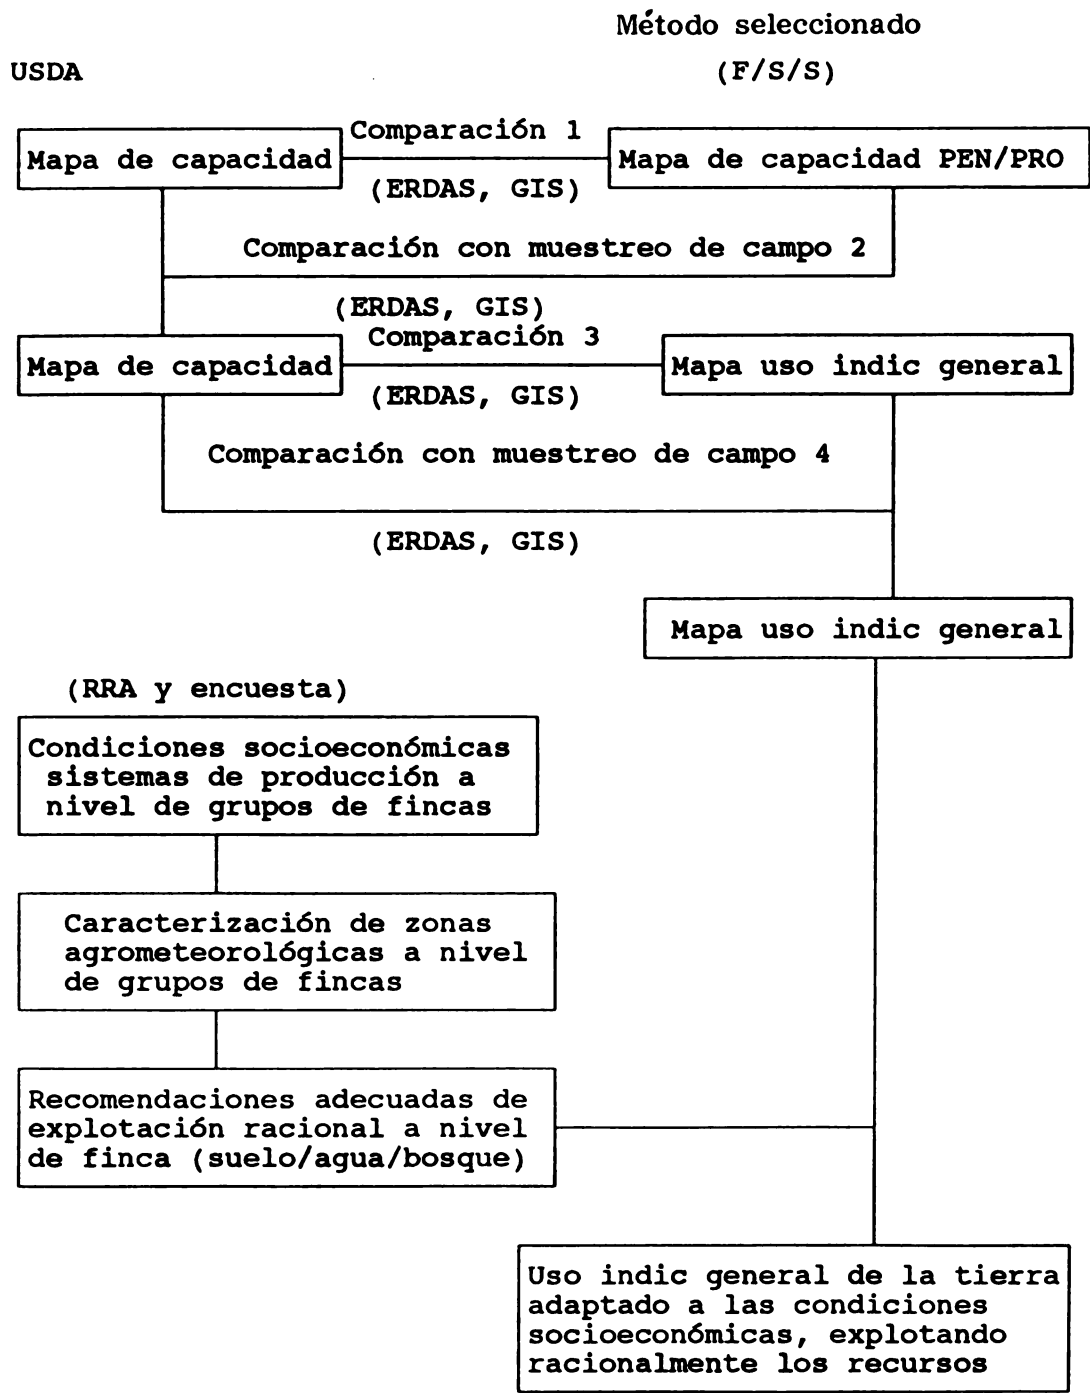 Método seleccionado
USDA
(F/S/S)
Comparación 1
Mapa de capacidad
Mapa de capacidad PEN/PRO
(ERDAS, GIS)
Comparación con muestreo de campo 2
(ERDAS, GIS)
Comparación 3
Mapa de capacidad
Mapa uso indic general
(ERDAS, GIS)
Comparación con muestreo de campo 4
(ERDAS, GIS)
Mapa uso indic general
(RRA y encuesta)
Condiciones socioeconómicas
sistemas de producción a
nivel de grupos de fincas
Caracterización de zonas
agrometeorológicas a nivel
de grupos de fincas
Recomendaciones adecuadas de
explotación racional a nivel
de finca (suelo/agua/bosque)
Uso indic general de la tierra
adaptado a las condiciones
socioeconómicas, explotando
racionalmente los recursos